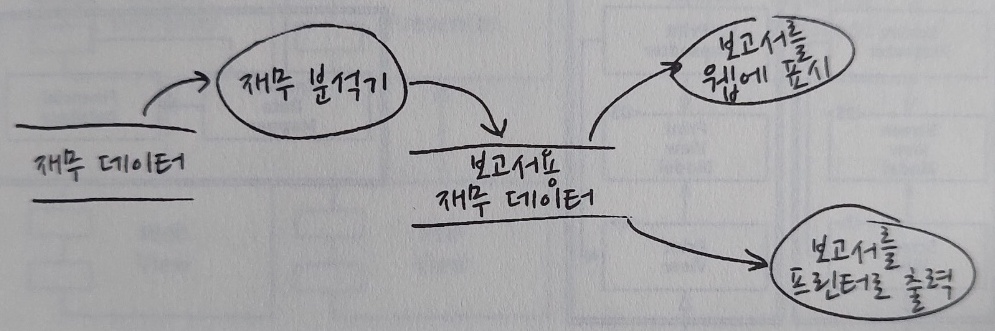 재무 데이터
재무 분석기
보고서용
재무 데이터
보고서를
웹에 표시
보고서를
프린터로 출력